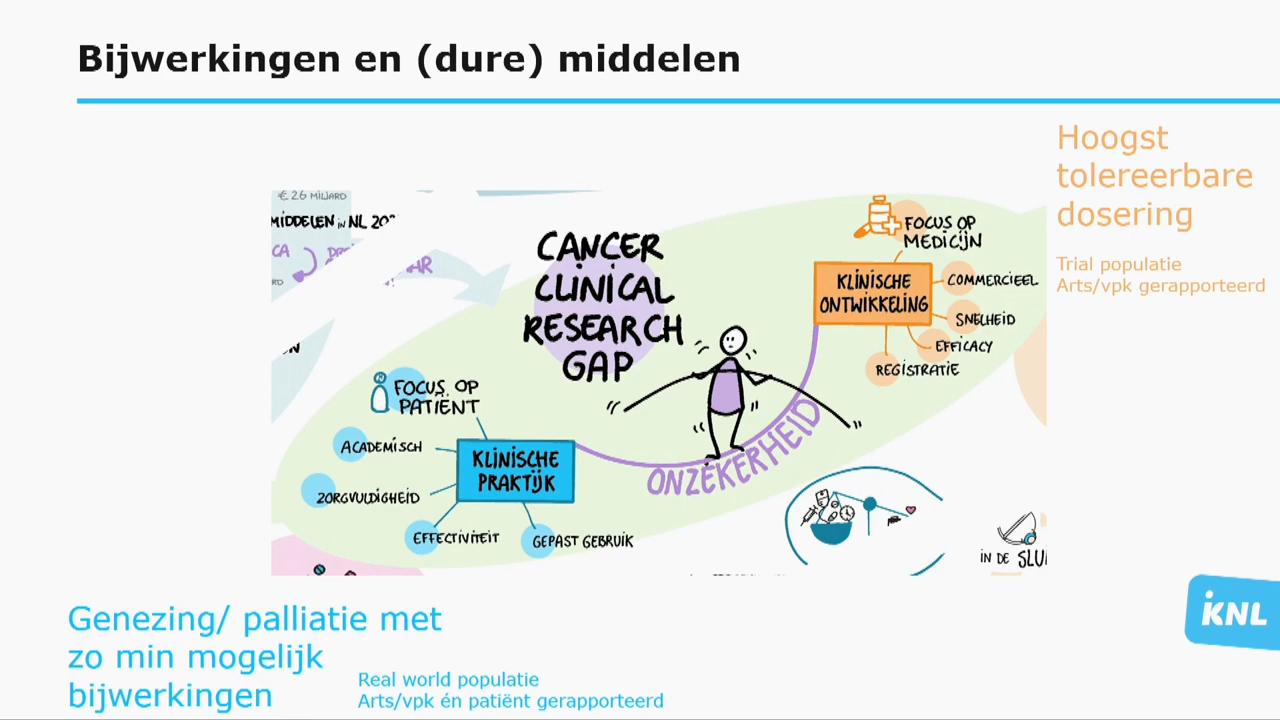 Bijwerkingen en (dure) middelen
Hoogst
tolereerbare
dosering
Trial populatie
Arts/vpk gerapporteerd
€ 26 MILJARD
MIDDELEN in NL
CANCER
CLINICAL
RESEARCH
GAP
FOCUS OP
MEDICIJN
KLINISCHE
ONTWIKKELING
COMMERCIEEL
SNELHEID
EFFICACY
REGISTRATIE
FOCUS OP
PATIËNT
ACADEMISCH
KLINISCHE
PRAKTIJK
ZORGVULDIGHEID
EFFECTIVITEIT
GEPAST GEBRUIK
ONZEKERHEID
IN DE SLUI
Genezing/ palliatie met
zo min mogelijk
bijwerkingen
Real world populatie
Arts/vpk én patiënt gerapporteerd
iKNL